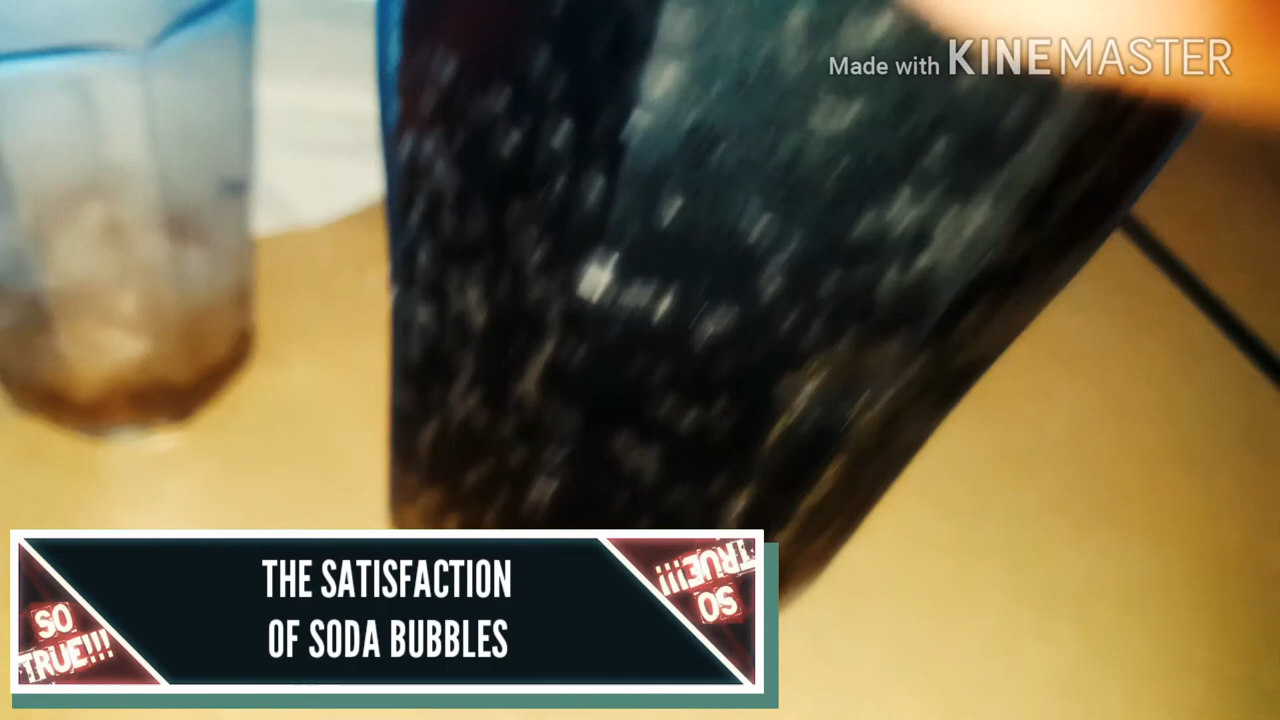 Made with KINEMASTER
THE SATISFACTION
OF SODA BUBBLES
SO
TRUE!!!
SO
TRUE!!!